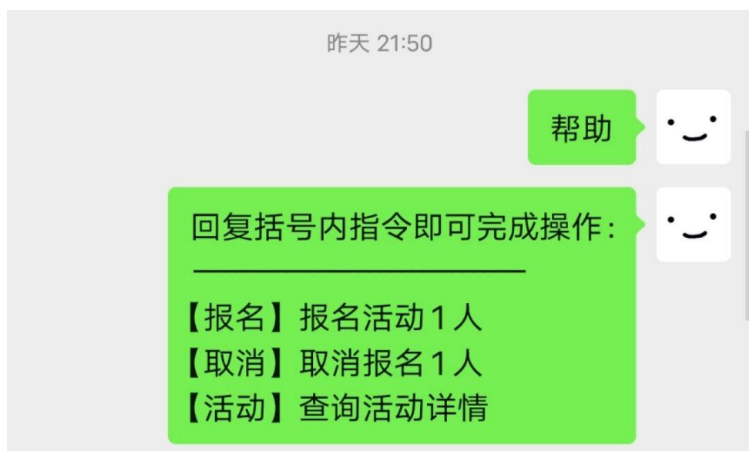 昨天 21:50
帮助
回复括号内指令即可完成操作:
【报名】报名活动1人
【取消】取消报名1人
【活动】查询活动详情